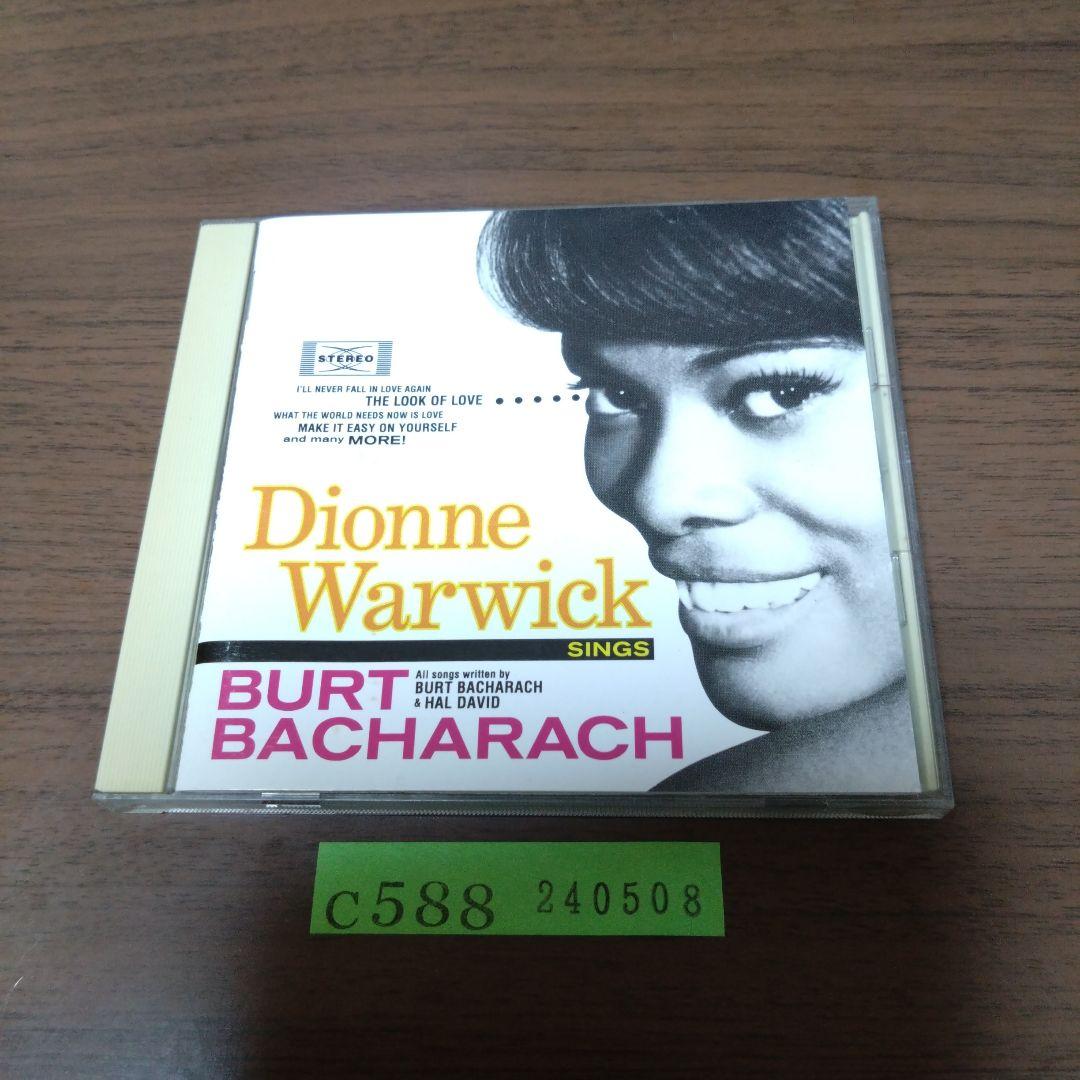 STEREO
I'LL NEVER FALL IN LOVE AGAIN
THE LOOK OF LOVE • • • • •
WHAT THE WORLD NEEDS NOW IS LOVE
MAKE IT EASY ON YOURSELF
and many MORE!
Dionne
Warwick
SINGS
BURT
All songs written by
BURT BACHARACH
& HAL DAVID
BACHARACH
C588 240508